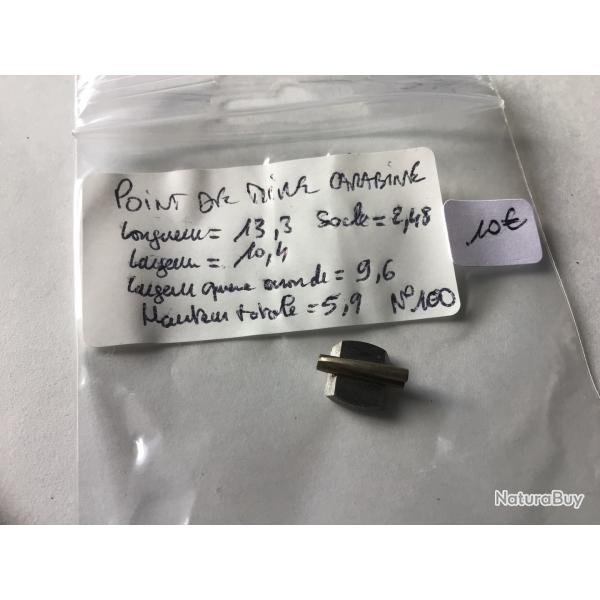 POINT DE MIRE CARABINE
Longueur = 13,3 Socle = 2,48
Largeur = 10,4
Largeur queue aronde = 9,6
Hauteur totale = 5,9 N°160
10€
NaturaBuy